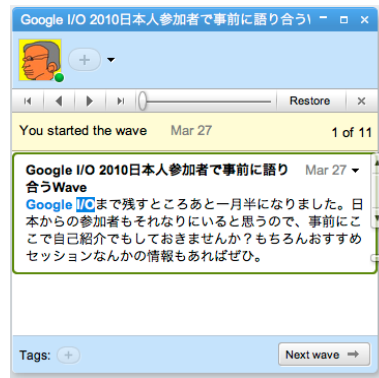 Google I/O 2010日本人参加者で事前に語り合う
Restore
You started the wave Mar 27 1 of 11
Google I/O 2010日本人参加者で事前に語り Mar 27
合うWave
Google I/Oまで残すところあと一月半になりました。日
本からの参加者もそれなりにいると思うので、事前にこ
こで自己紹介でもしておきませんか？もちろんおすすめ
セッションなんかの情報もあればぜひ。
Tags: Next wave